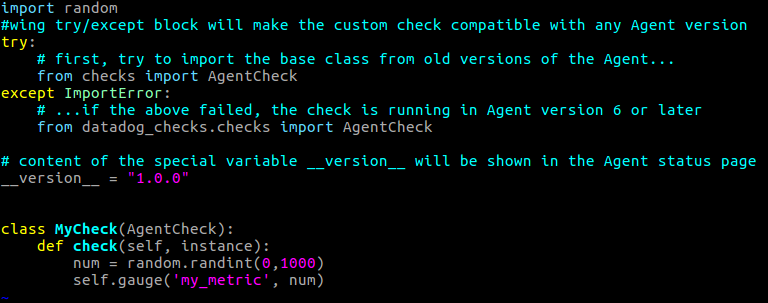 import random
#wing try/except block will make the custom check compatible with any Agent version
try:
    # first, try to import the base class from old versions of the Agent...
    from checks import AgentCheck
except ImportError:
    # ...if the above failed, the check is running in Agent version 6 or later
    from datadog_checks.checks import AgentCheck

# content of the special variable __version__ will be shown in the Agent status page
__version__ = "1.0.0"


class MyCheck(AgentCheck):
    def check(self, instance):
        num = random.randint(0,1000)
        self.gauge('my_metric', num)
~